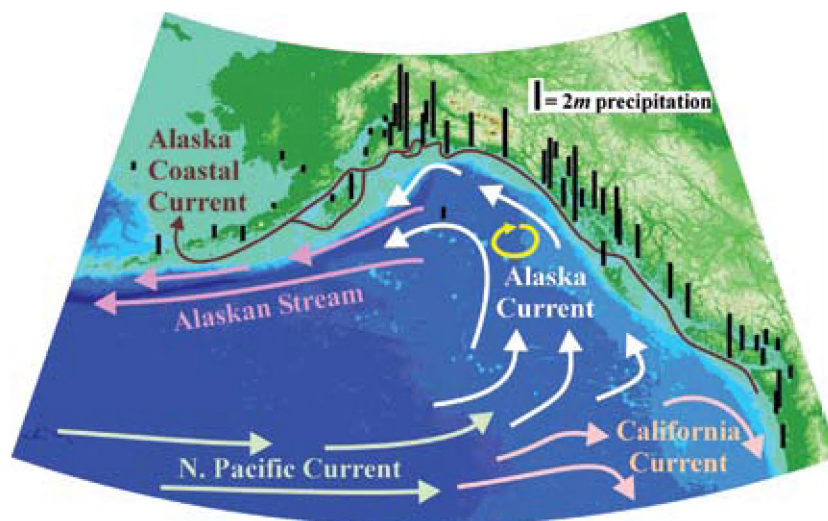 = 2m precipitation
Alaska
Coastal
Current
Alaska
Current
Alaskan Stream
California
Current
N. Pacific Current